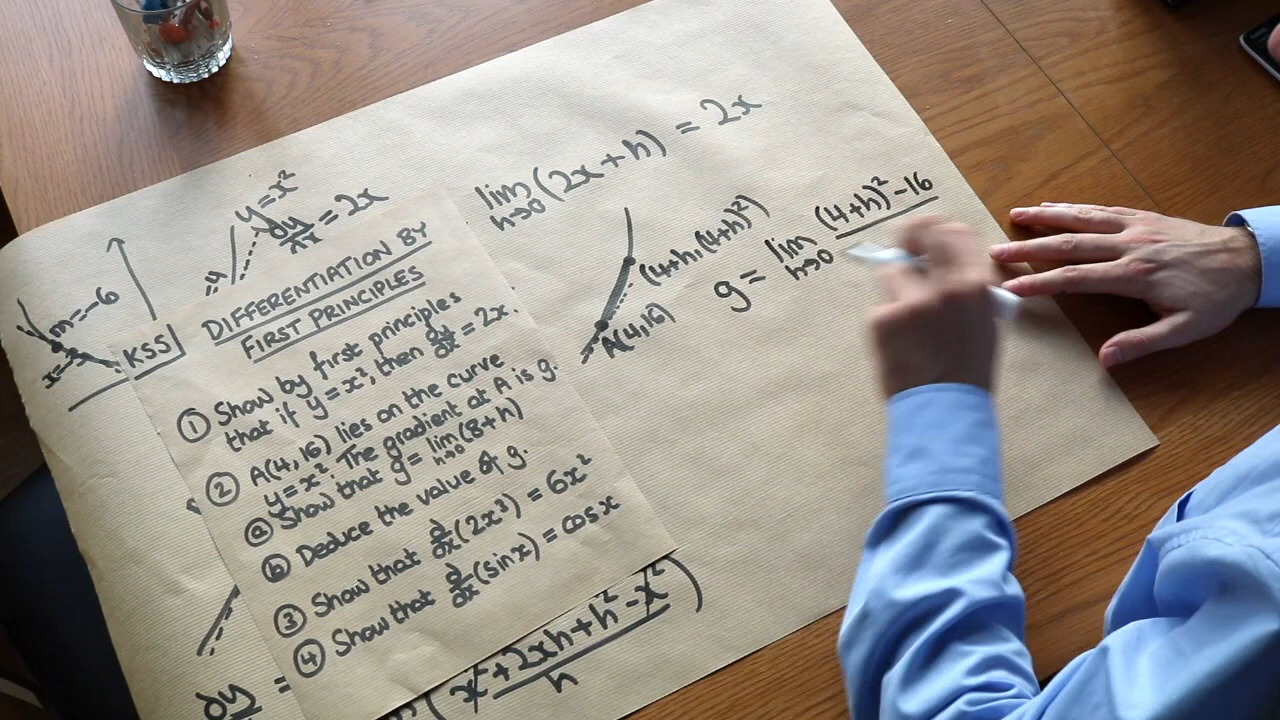 lim (2x + h) = 2x
h→0
y = x²
dy/dx = 2x
m=-6
(4+h, (4+h)²)
A(4,16)
g = lim (4+h)² - 16
h→0
KSS
DIFFERENTIATION BY
FIRST PRINCIPLES
① Show by first principles
that if y = x², then dy/dx = 2x.
② A(4, 16) lies on the curve
y = x². The gradient at A is g.
ⓐ Show that g = lim (8+h)
h→0
ⓑ Deduce the value of g.
③ Show that d/dx (2x³) = 6x²
④ Show that d/dx (sin x) = cos x
dy =
(x² + 2xh + h² - x²)
h